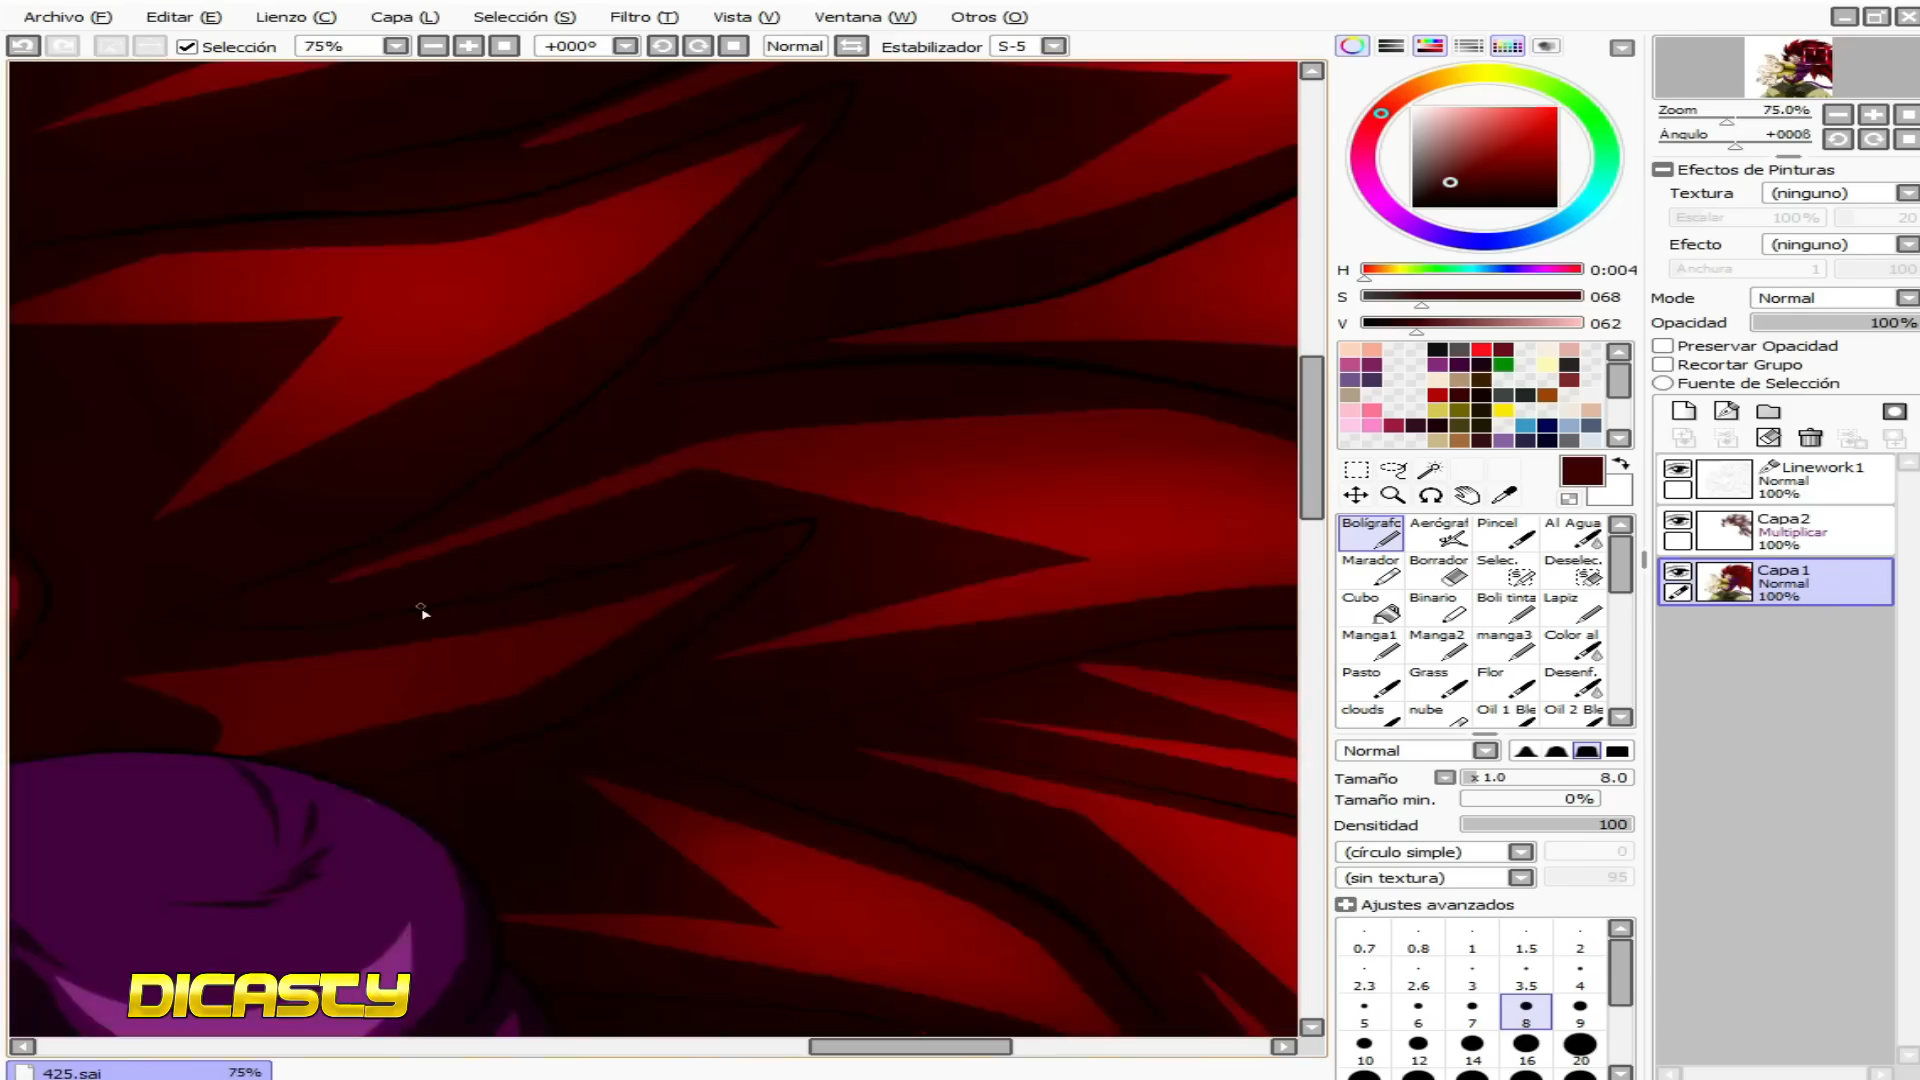 Archivo (F) Editar (E) Lienzo (C) Capa (L) Selección (S) Filtro (T) Vista (V) Ventana (W) Otros (O)
Selección 75% +000º Normal Estabilizador S-5
Zoom 75.0%
Ángulo +0008
Efectos de Pinturas
Textura (ninguno)
Escalar 100% 20
Efecto (ninguno)
Anchura 1 100
H 0:004
S 068
V 062
Mode Normal
Opacidad 100%
Preservar Opacidad
Recortar Grupo
Fuente de Selección
Linework1
Normal
100%
Capa2
Multiplicar
100%
Capa1
Normal
100%
Bolígrafc Aerógraf Pincel Al Agua
Marador Borrador Selec. Deselec.
Cubo Binario Boli tinta Lapiz
Manga1 Manga2 manga3 Color al
Pasto Grass Flor Desenf.
clouds nube Oil 1 Ble Oil 2 Ble
Normal
Tamaño x 1.0 8.0
Tamaño min. 0%
Densitidad 100
(círculo simple) 0
(sin textura) 95
Ajustes avanzados
0.7 0.8 1 1.5 2
2.3 2.6 3 3.5 4
5 6 7 8 9
10 12 14 16 20
DICASTY
425.sai 75%